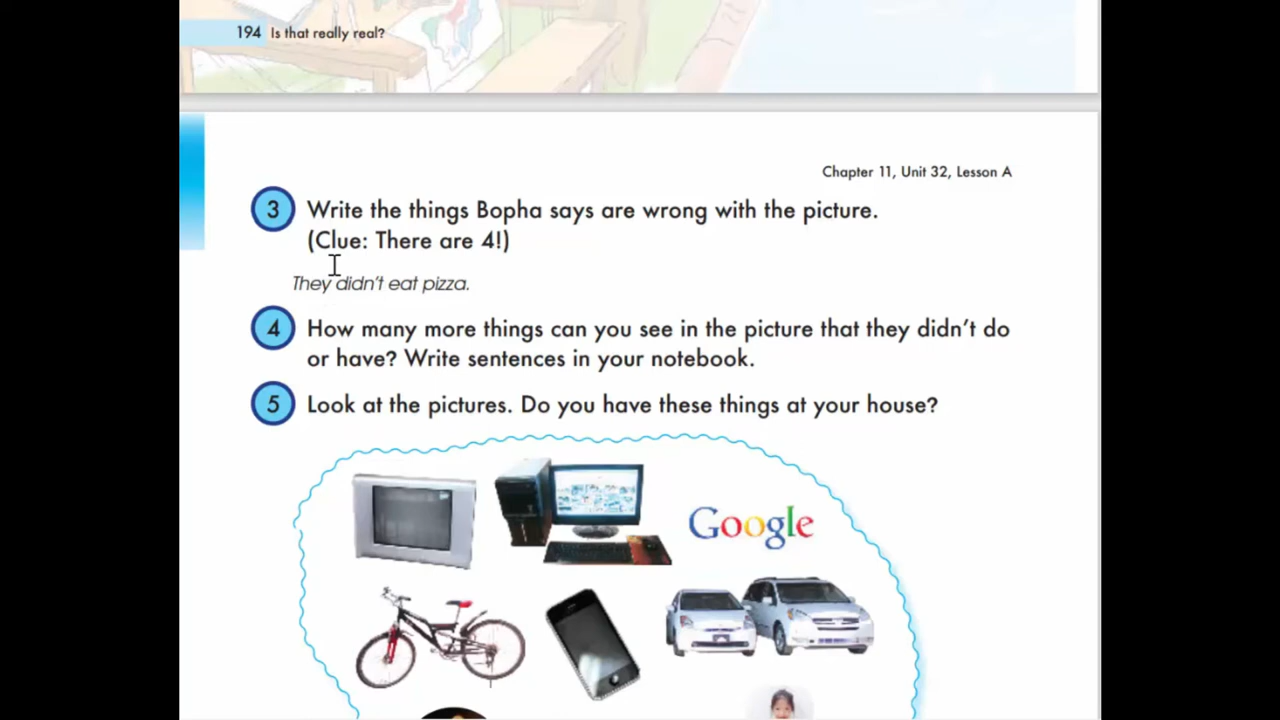 194 Is that really real?
Chapter 11, Unit 32, Lesson A
3 Write the things Bopha says are wrong with the picture.
(Clue: There are 4!)
They didn't eat pizza.
4 How many more things can you see in the picture that they didn't do
or have? Write sentences in your notebook.
5 Look at the pictures. Do you have these things at your house?
Google